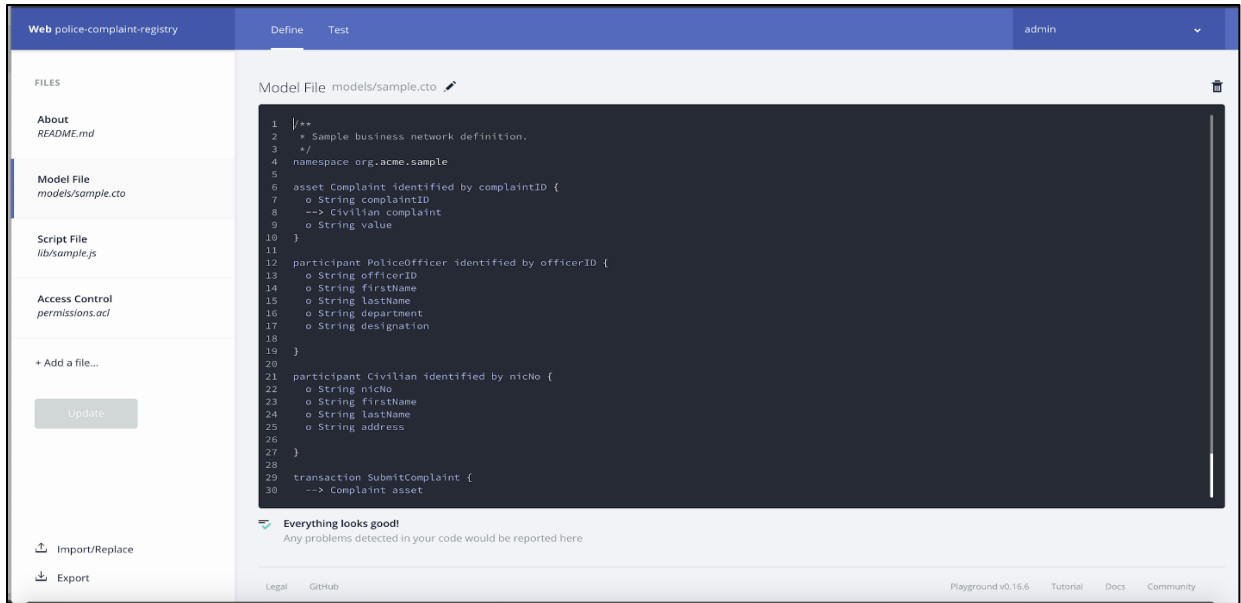 Web police-complaint-registry
Define Test
admin
FILES
About
README.md
Model File
models/sample.cto
Script File
lib/sample.js
Access Control
permissions.acl
+ Add a file...
Update
Import/Replace
Export
Model File models/sample.cto
1 /**
2 * Sample business network definition.
3 */
4 namespace org.acme.sample
5
6 asset Complaint identified by complaintID {
7 o String complaintID
8 --> Civilian complaint
9 o String value
10 }
11
12 participant PoliceOfficer identified by officerID {
13 o String officerID
14 o String firstName
15 o String lastName
16 o String department
17 o String designation
18
19 }
20
21 participant Civilian identified by nicNo {
22 o String nicNo
23 o String firstName
24 o String lastName
25 o String address
26
27 }
28
29 transaction SubmitComplaint {
30 --> Complaint asset
Everything looks good!
Any problems detected in your code would be reported here
Legal GitHub
Playground v0.16.6 Tutorial Docs Community